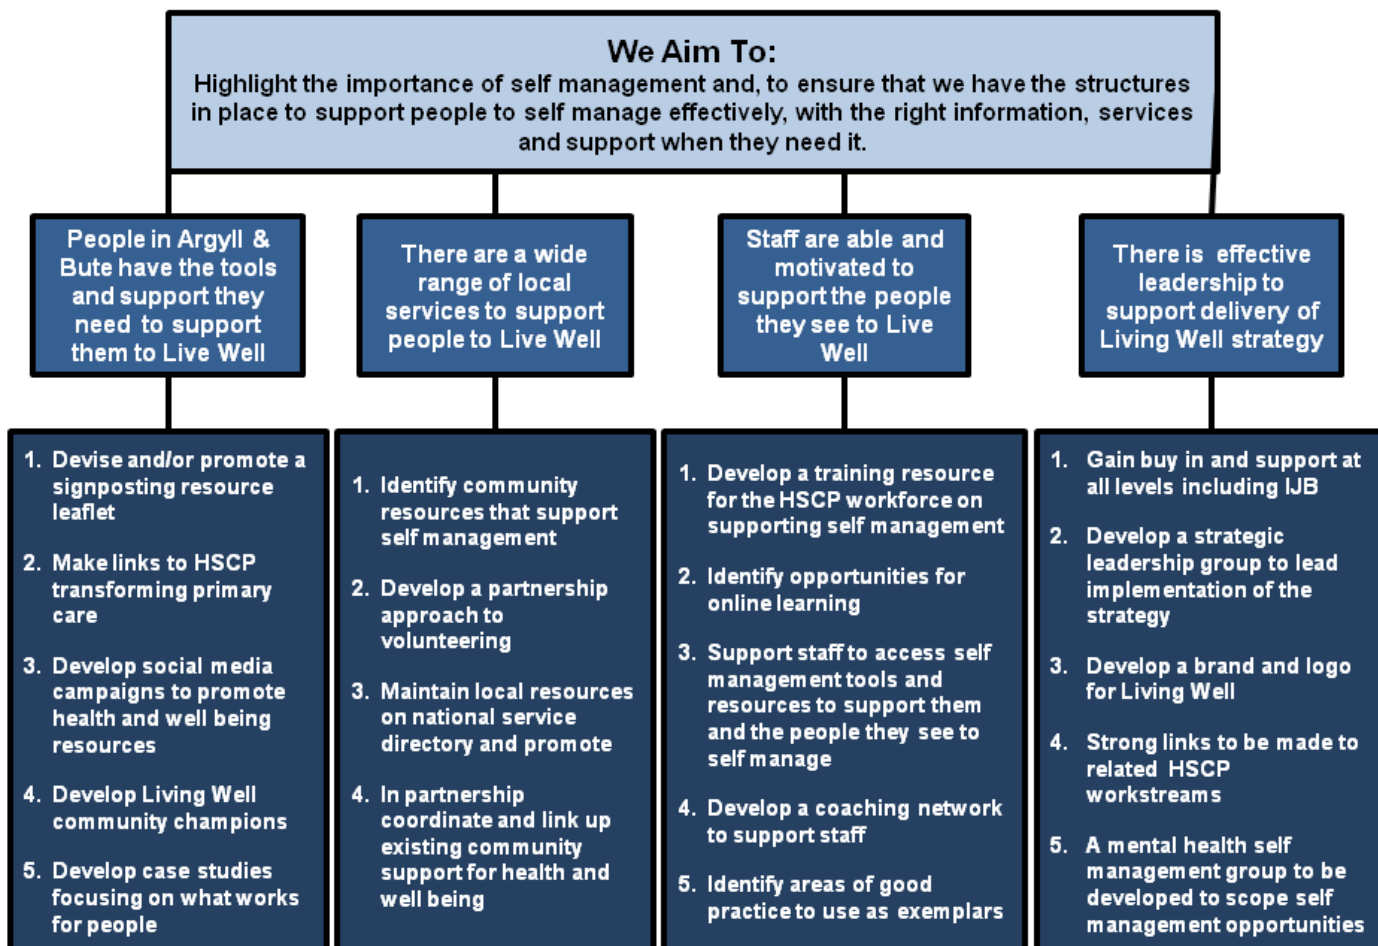 We Aim To:
Highlight the importance of self management and, to ensure that we have the structures
in place to support people to self manage effectively, with the right information, services
and support when they need it.
People in Argyll &
Bute have the tools
and support they
need to support
them to Live Well
There are a wide
range of local
services to support
people to Live Well
Staff are able and
motivated to
support the people
they see to Live
Well
There is effective
leadership to
support delivery of
Living Well strategy
1. Devise and/or promote a
signposting resource
leaflet
2. Make links to HSCP
transforming primary
care
3. Develop social media
campaigns to promote
health and well being
resources
4. Develop Living Well
community champions
5. Develop case studies
focusing on what works
for people
1. Identify community
resources that support
self management
2. Develop a partnership
approach to
volunteering
3. Maintain local resources
on national service
directory and promote
4. In partnership
coordinate and link up
existing community
support for health and
well being
1. Develop a training resource
for the HSCP workforce on
supporting self management
2. Identify opportunities for
online learning
3. Support staff to access self
management tools and
resources to support them
and the people they see to
self manage
4. Develop a coaching network
to support staff
5. Identify areas of good
practice to use as exemplars
1. Gain buy in and support at
all levels including IJB
2. Develop a strategic
leadership group to lead
implementation of the
strategy
3. Develop a brand and logo
for Living Well
4. Strong links to be made to
related HSCP
workstreams
5. A mental health self
management group to be
developed to scope self
management opportunities